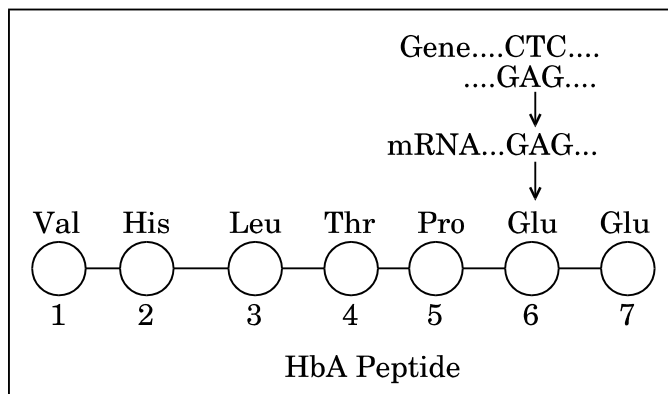 Gene....CTC....
....GAG....
mRNA...GAG...
Val His Leu Thr Pro Glu Glu
1 2 3 4 5 6 7
HbA Peptide